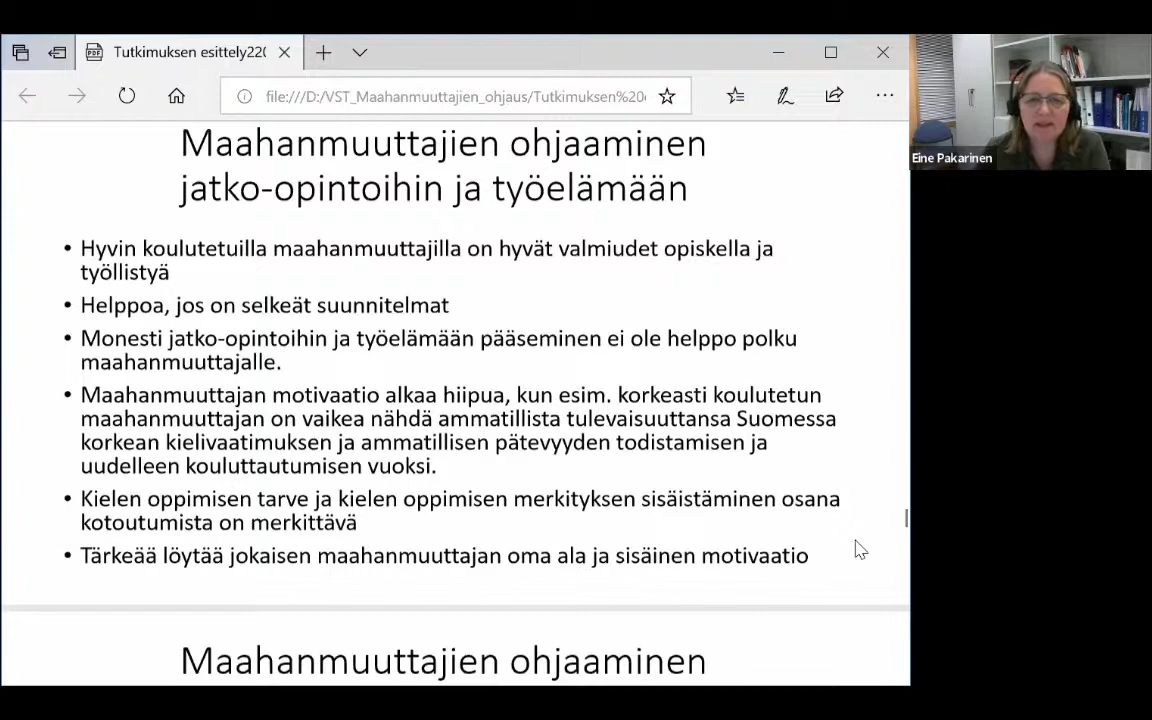 Tutkimuksen esittely220
file:///D:/VST_Maahanmuuttajien_ohjaus/Tutkimuksen%20
Eine Pakarinen
Maahanmuuttajien ohjaaminen
jatko-opintoihin ja työelämään
• Hyvin koulutetuilla maahanmuuttajilla on hyvät valmiudet opiskella ja
työllistyä
• Helppoa, jos on selkeät suunnitelmat
• Monesti jatko-opintoihin ja työelämään pääseminen ei ole helppo polku
maahanmuuttajalle.
• Maahanmuuttajan motivaatio alkaa hiipua, kun esim. korkeasti koulutetun
maahanmuuttajan on vaikea nähdä ammatillista tulevaisuuttansa Suomessa
korkean kielivaatimuksen ja ammatillisen pätevyyden todistamisen ja
uudelleen kouluttautumisen vuoksi.
• Kielen oppimisen tarve ja kielen oppimisen merkityksen sisäistäminen osana
kotoutumista on merkittävä
• Tärkeää löytää jokaisen maahanmuuttajan oma ala ja sisäinen motivaatio
Maahanmuuttajien ohjaaminen